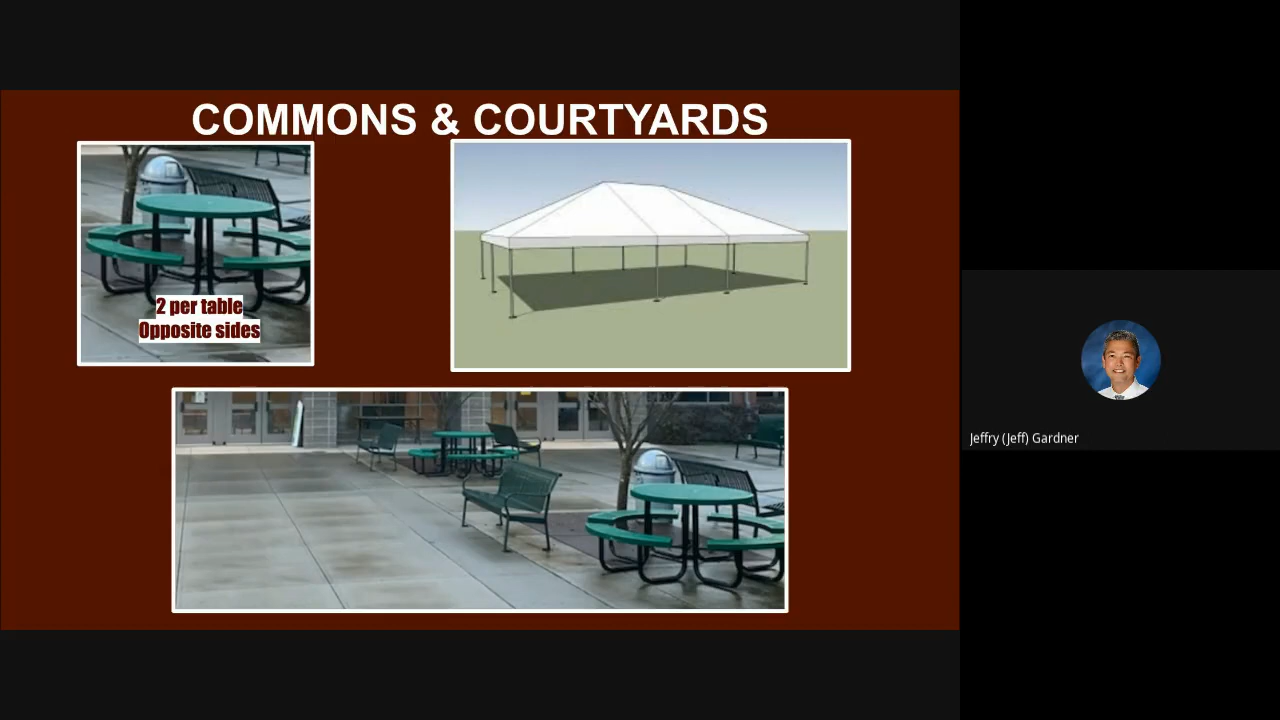 COMMONS & COURTYARDS
2 per table
Opposite sides
Jeffry (Jeff) Gardner